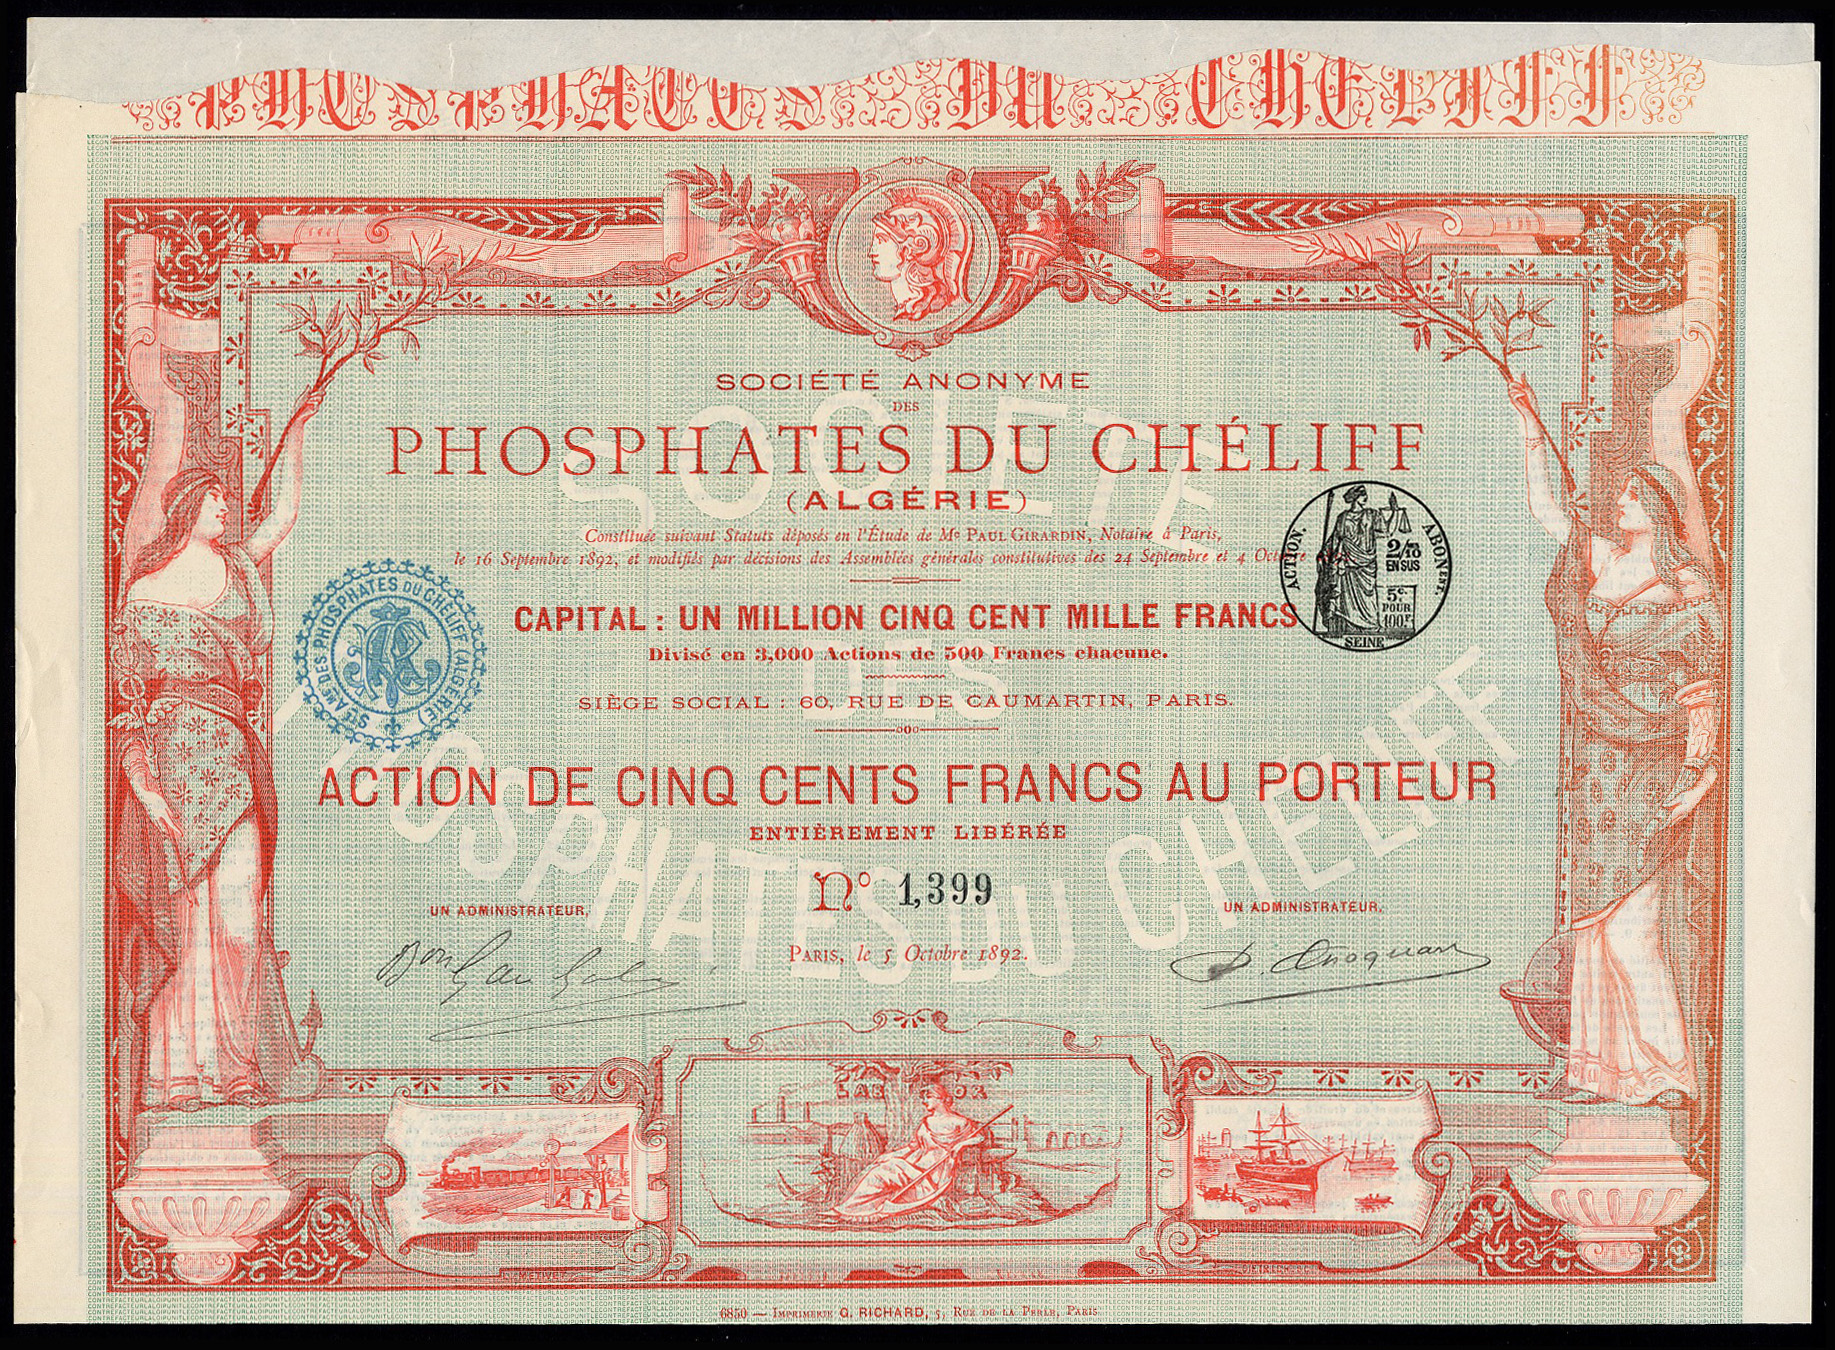 PHOSPHATES DU CHELIFF
SOCIÉTÉ ANONYME
DES
PHOSPHATES DU CHÉLIFF
(ALGÉRIE)
Constituée suivant Statuts déposés en l'Étude de Me PAUL GIRARDIN, Notaire à Paris,
le 16 Septembre 1892, et modifiés par décisions des Assemblées générales constitutives des 24 Septembre et 4 Octobre
CAPITAL : UN MILLION CINQ CENT MILLE FRANCS
Divisé en 3,000 Actions de 500 Francs chacune.
SIÈGE SOCIAL : 60, RUE DE CAUMARTIN, PARIS.
STÉ AME DES PHOSPHATES DU CHÉLIFF (ALGÉRIE)
ACTION.
ABONEMT.
2/10
EN SUS
5c.
POUR
100F.
SEINE
SOCIÉTÉ
DES
PHOSPHATES DU CHÉLIFF
ACTION DE CINQ CENTS FRANCS AU PORTEUR
ENTIÈREMENT LIBÉRÉE
No 1,399
UN ADMINISTRATEUR,
UN ADMINISTRATEUR,
PARIS, le 5 Octobre 1892.
LABOR
6850 — IMPRIMERIE G. RICHARD, 5, RUE DE LA PERLE, PARIS